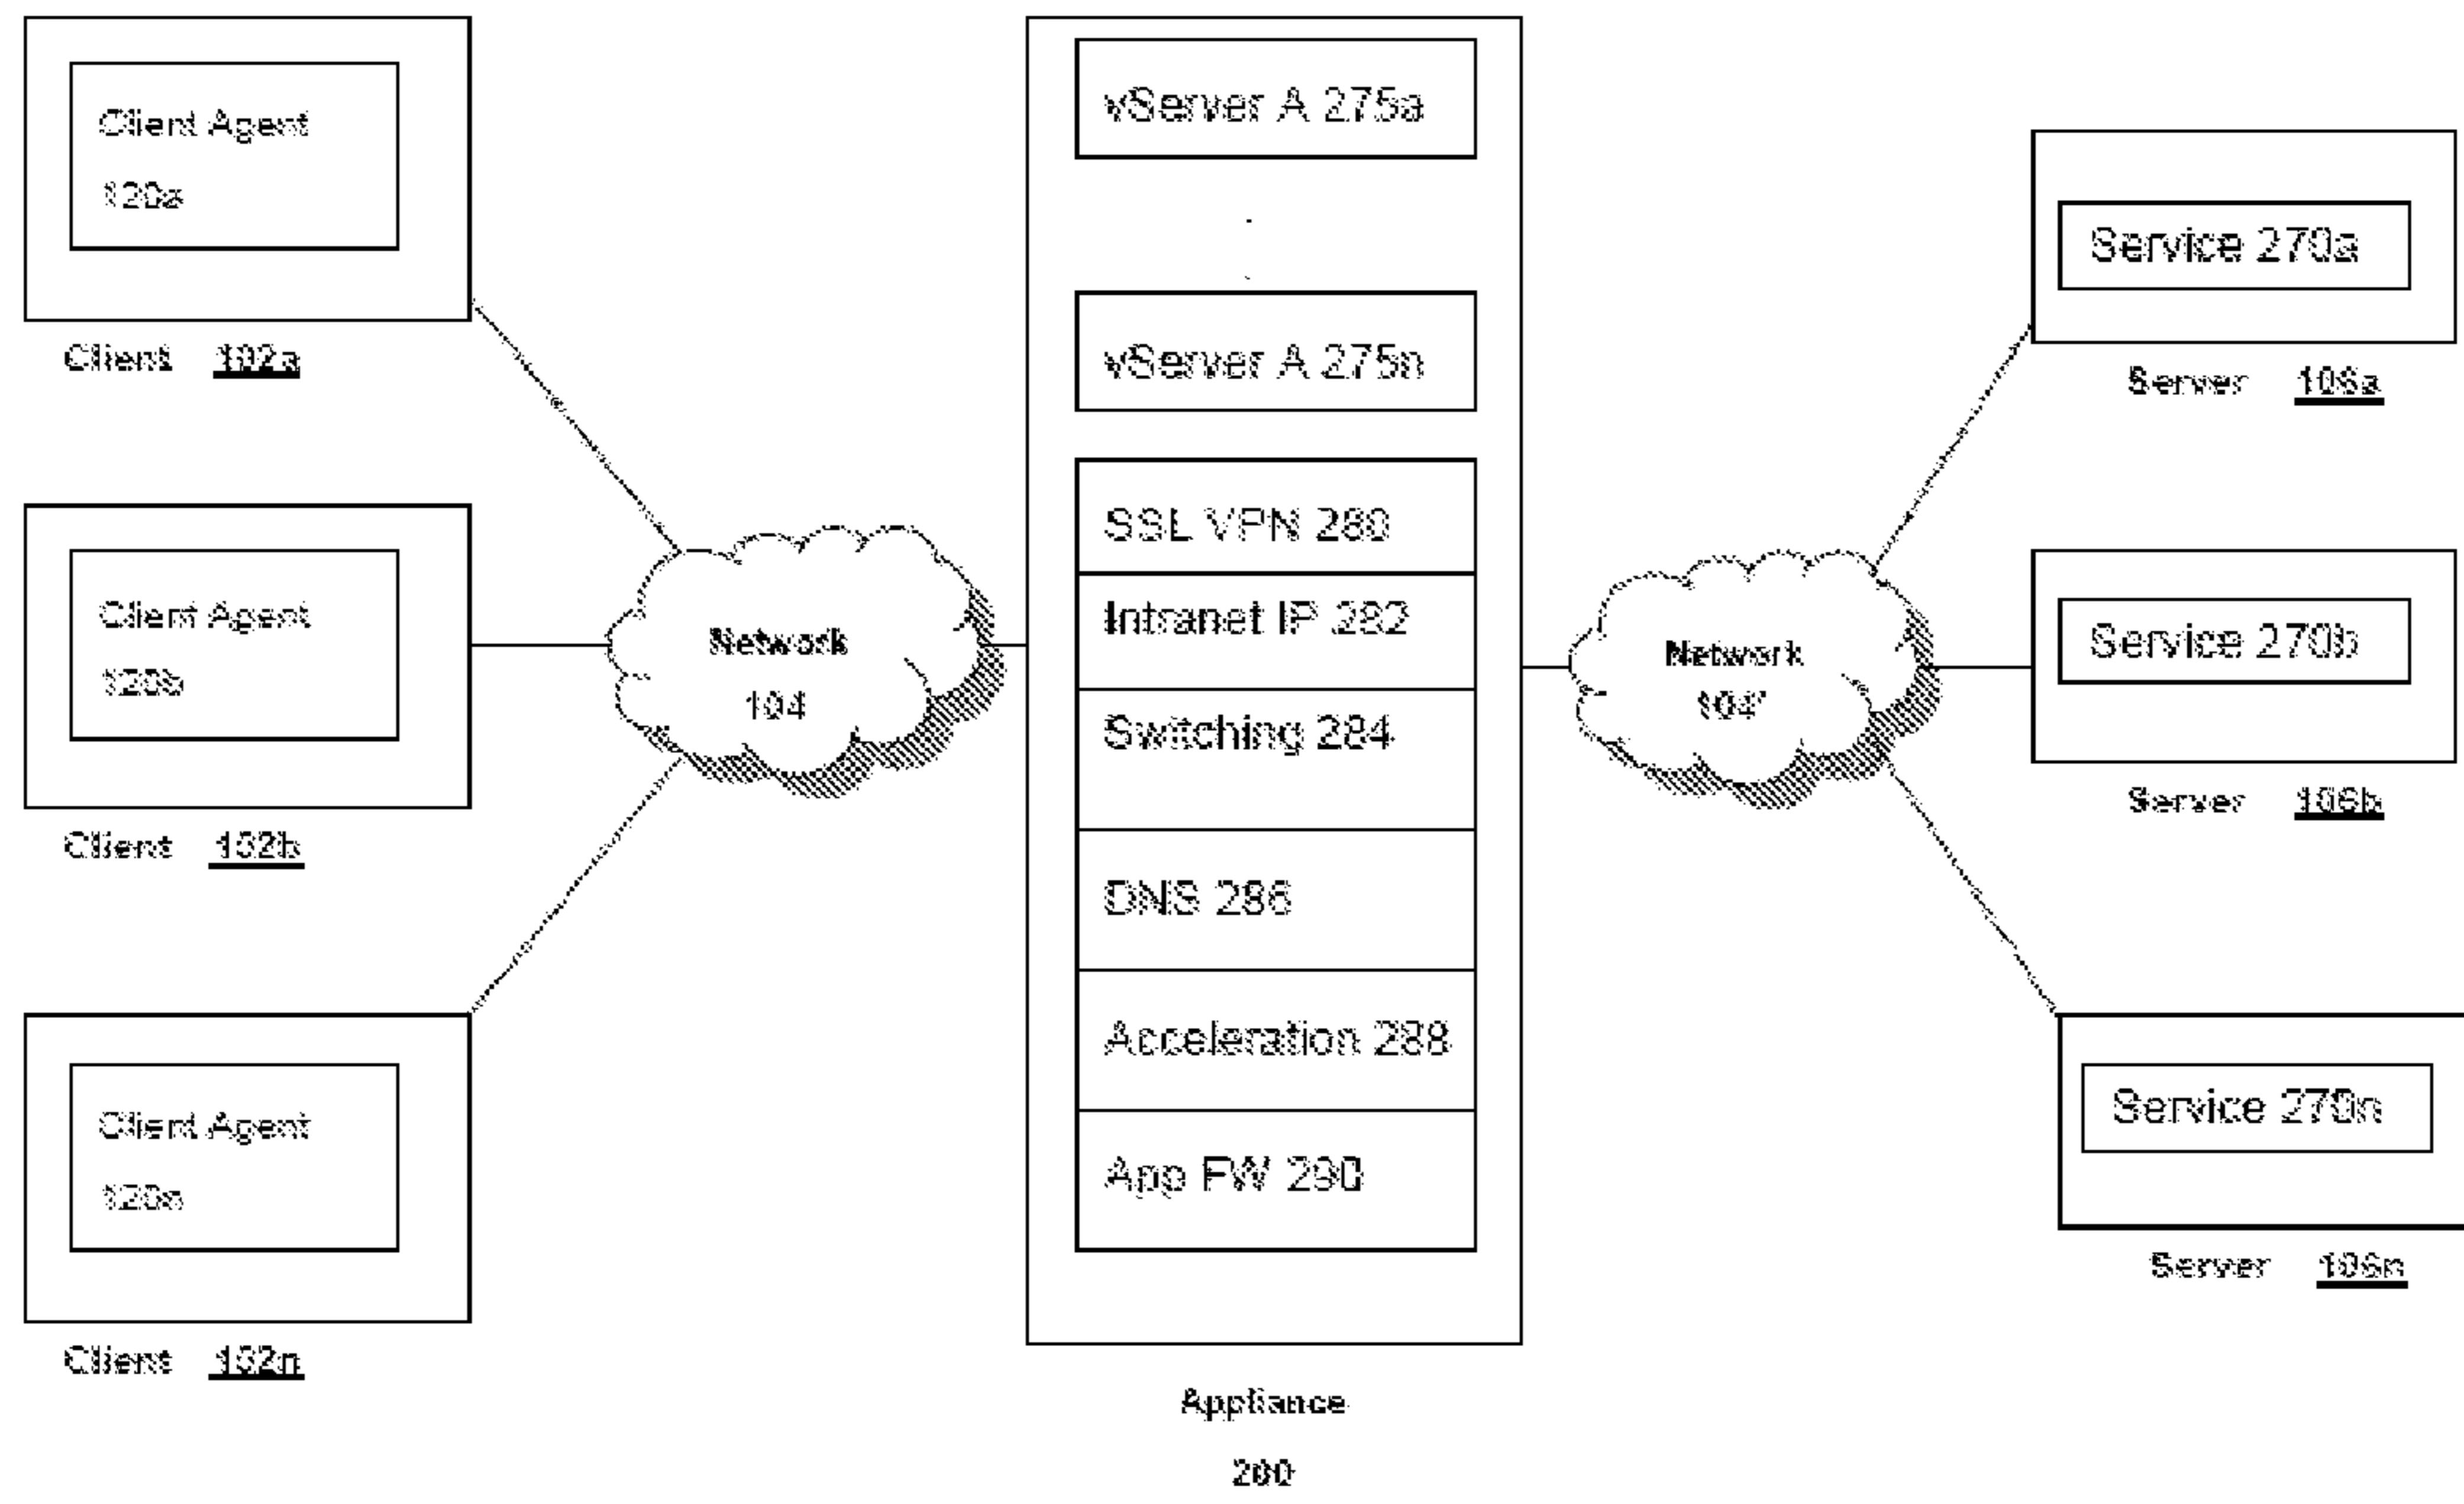 Client Agent
120a
Client 102a
Client Agent
120b
Client 102b
Client Agent
120n
Client 102n
Network
104
vServer A 275a
vServer A 275n
SSL VPN 280
Intranet IP 282
Switching 284
DNS 286
Acceleration 288
App FW 290
Appliance
200
Network
104'
Service 270a
Server 106a
Service 270b
Server 106b
Service 270n
Server 106n